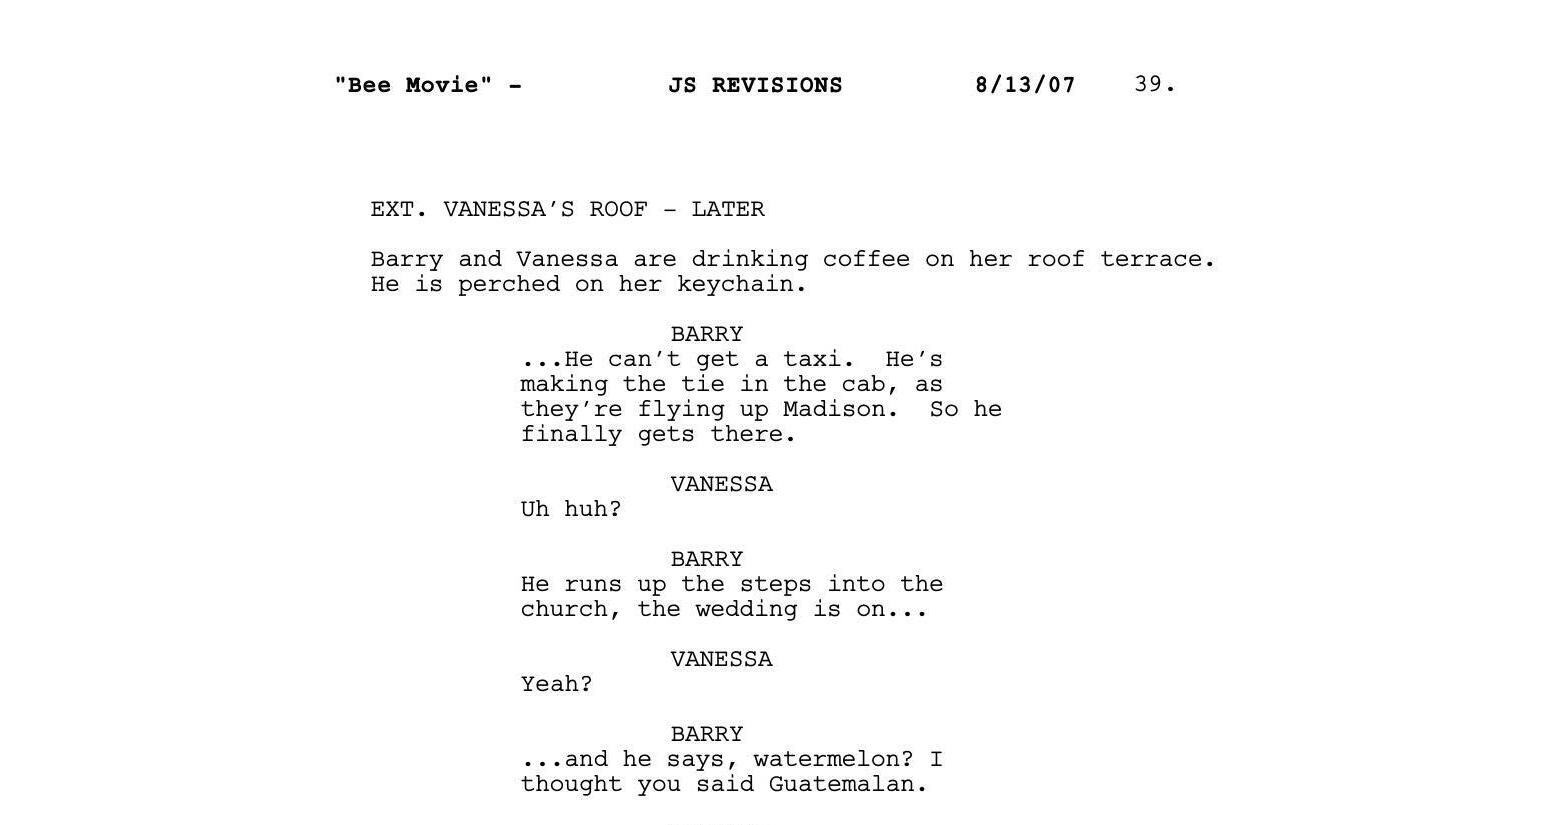 "Bee Movie" - JS REVISIONS 8/13/07 39.
EXT. VANESSA'S ROOF – LATER
Barry and Vanessa are drinking coffee on her roof terrace.
He is perched on her keychain.
BARRY
...He can't get a taxi. He's
making the tie in the cab, as
they're flying up Madison. So he
finally gets there.
VANESSA
Uh huh?
BARRY
He runs up the steps into the
church, the wedding is on...
VANESSA
Yeah?
BARRY
...and he says, watermelon? I
thought you said Guatemalan.